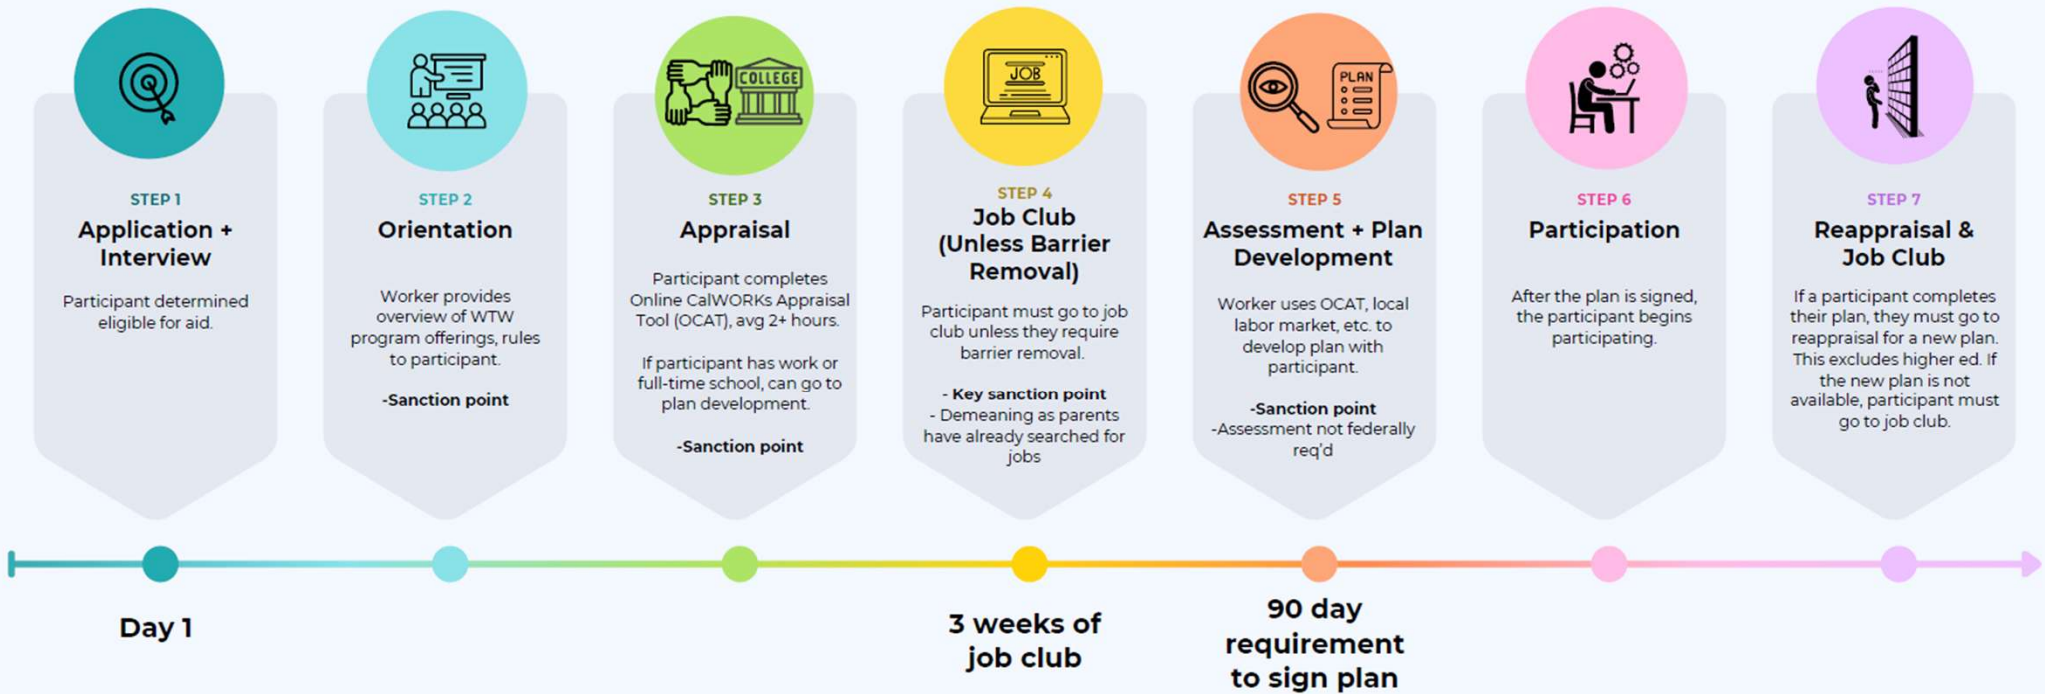 COLLEGE
JOB
PLAN
STEP 1
Application +
Interview
Participant determined
eligible for aid.
STEP 2
Orientation
Worker provides
overview of WTW
program offerings, rules
to participant.
-Sanction point
STEP 3
Appraisal
Participant completes
Online CalWORKs Appraisal
Tool (OCAT), avg 2+ hours.
If participant has work or
full-time school, can go to
plan development.
-Sanction point
STEP 4
Job Club
(Unless Barrier
Removal)
Participant must go to job
club unless they require
barrier removal.
- Key sanction point
- Demeaning as parents
have already searched for
jobs
STEP 5
Assessment + Plan
Development
Worker uses OCAT, local
labor market, etc. to
develop plan with
participant.
-Sanction point
-Assessment not federally
req'd
STEP 6
Participation
After the plan is signed,
the participant begins
participating.
STEP 7
Reappraisal &
Job Club
If a participant completes
their plan, they must go to
reappraisal for a new plan.
This excludes higher ed. If
the new plan is not
available, participant must
go to job club.
Day 1
3 weeks of
job club
90 day
requirement
to sign plan